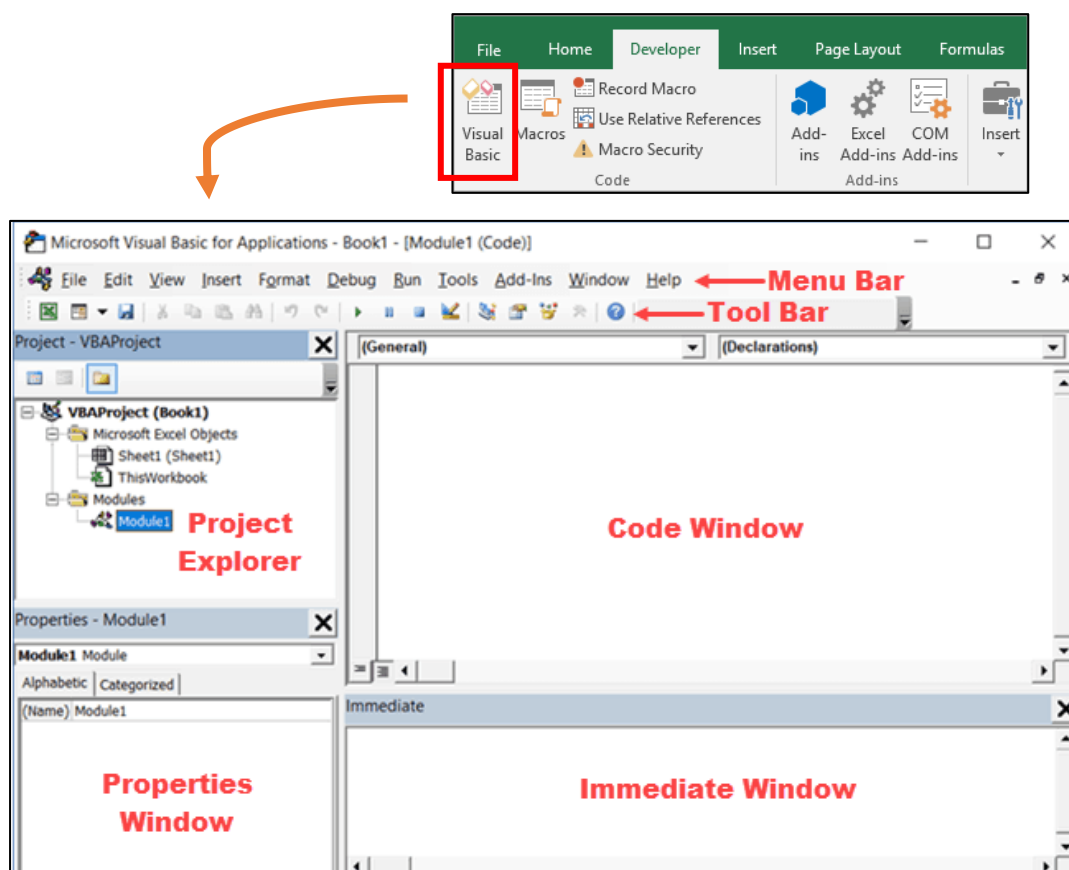 File Home Developer Insert Page Layout Formulas
Record Macro
Use Relative References
Macro Security
Visual Basic
Macros
Code
Add-ins
Excel Add-ins
COM Add-ins
Add-ins
Insert
Microsoft Visual Basic for Applications - Book1 - [Module1 (Code)]
File Edit View Insert Format Debug Run Tools Add-Ins Window Help
Menu Bar
Tool Bar
Project - VBAProject
(General) (Declarations)
VBAProject (Book1)
Microsoft Excel Objects
Sheet1 (Sheet1)
ThisWorkbook
Modules
Module1
Project
Explorer
Code Window
Properties - Module1
Module1 Module
Alphabetic Categorized
(Name) Module1
Properties
Window
Immediate
Immediate Window